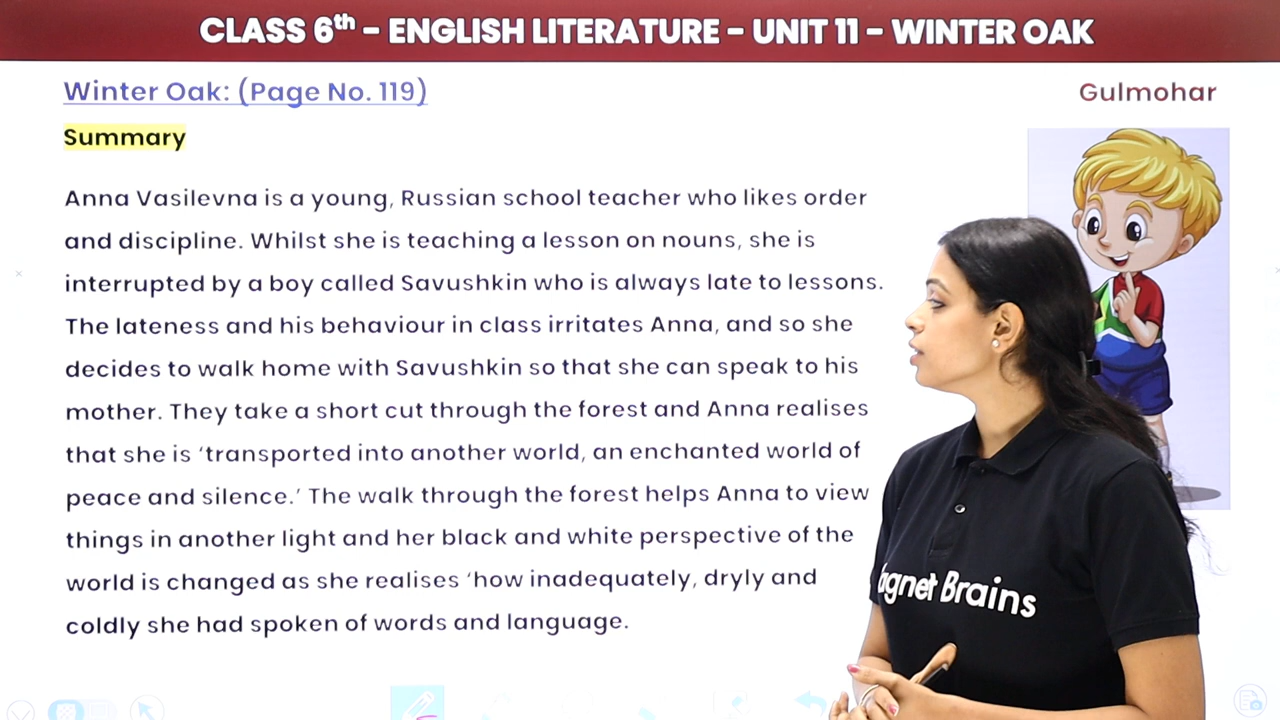 CLASS 6th - ENGLISH LITERATURE - UNIT 11 - WINTER OAK
Winter Oak: (Page No. 119)
Gulmohar
Summary
Anna Vasilevna is a young, Russian school teacher who likes order
and discipline. Whilst she is teaching a lesson on nouns, she is
interrupted by a boy called Savushkin who is always late to lessons.
The lateness and his behaviour in class irritates Anna, and so she
decides to walk home with Savushkin so that she can speak to his
mother. They take a short cut through the forest and Anna realises
that she is ‘transported into another world, an enchanted world of
peace and silence.’ The walk through the forest helps Anna to view
things in another light and her black and white perspective of the
world is changed as she realises ‘how inadequately, dryly and
coldly she had spoken of words and language.
agnet Brains